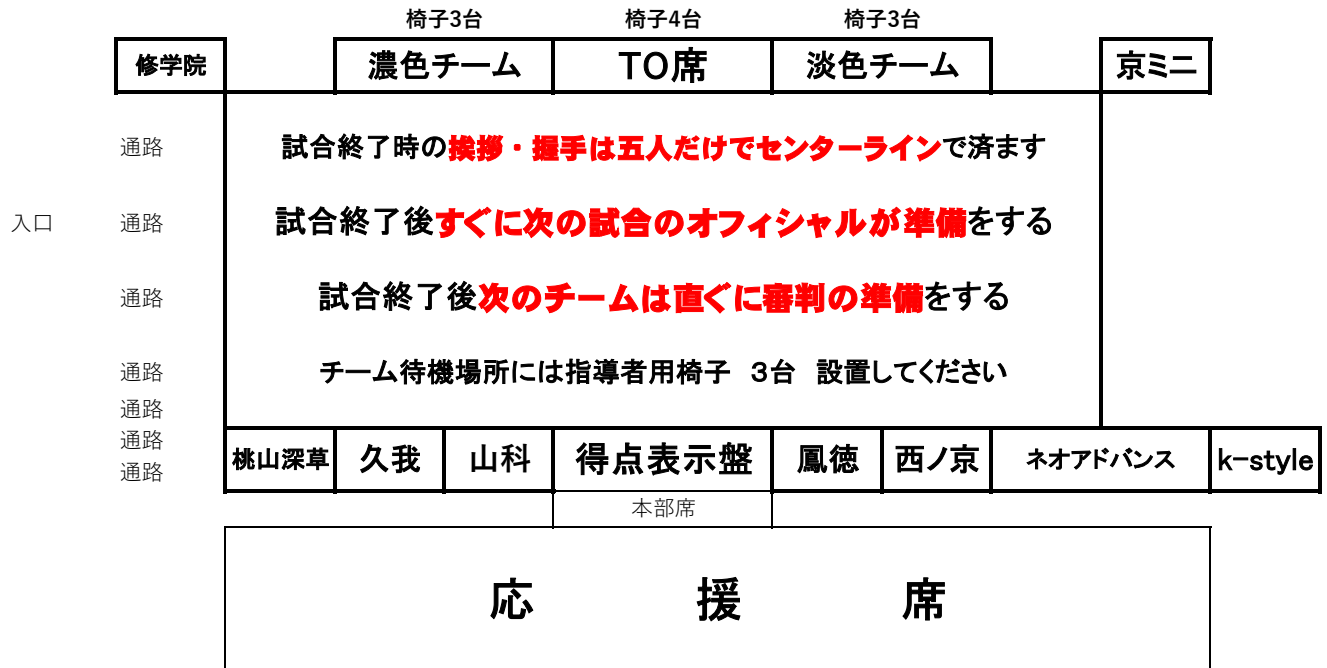 椅子3台 椅子4台 椅子3台
修学院 濃色チーム TO席 淡色チーム 京ミニ
通路 試合終了時の挨拶・握手は五人だけでセンターラインで済ます
入口 通路 試合終了後すぐに次の試合のオフィシャルが準備をする
通路 試合終了後次のチームは直ぐに審判の準備をする
通路 チーム待機場所には指導者用椅子 3台 設置してください
通路
通路
桃山深草 久我 山科 得点表示盤 鳳徳 西ノ京 ネオアドバンス k-style
通路
本部席
応 援 席